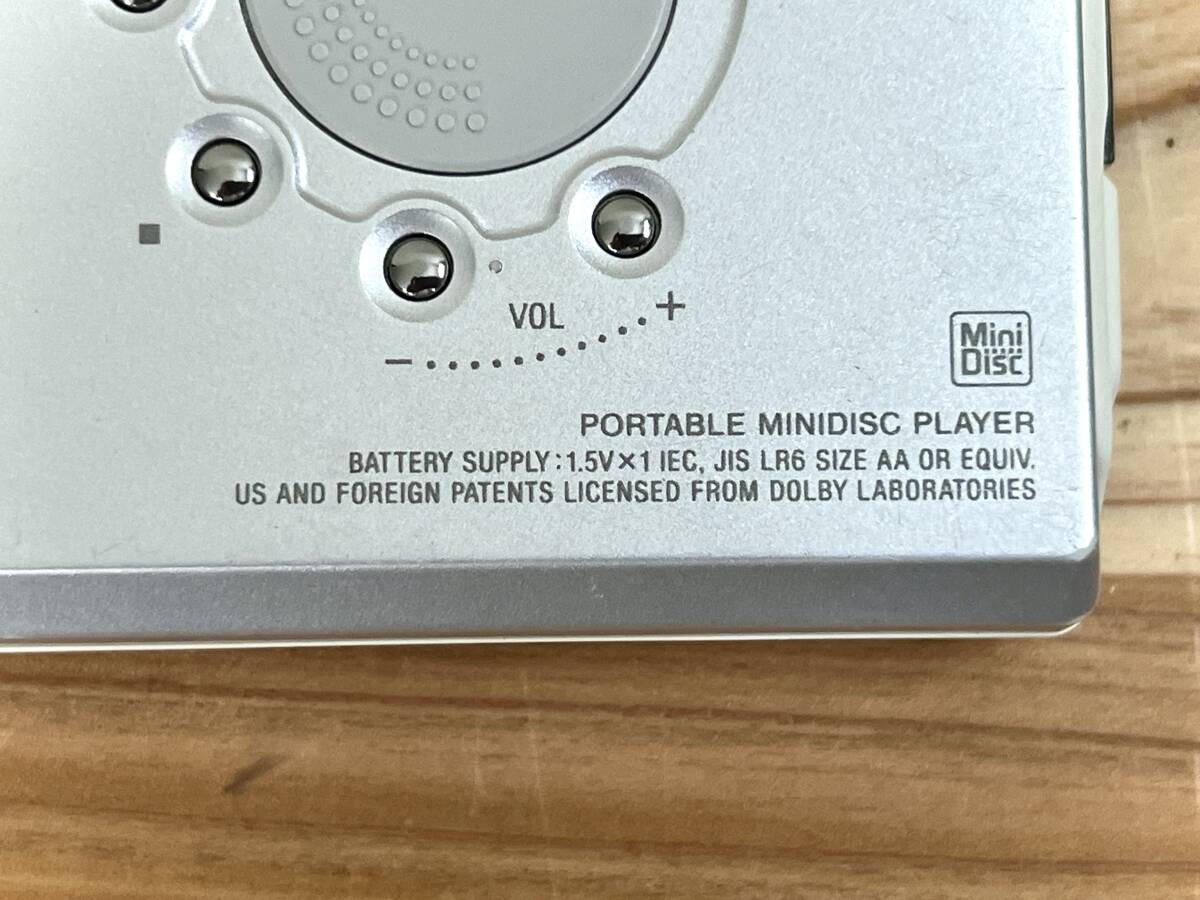 VOL
− +
Mini
Disc
PORTABLE MINIDISC PLAYER
BATTERY SUPPLY:1.5V×1 IEC, JIS LR6 SIZE AA OR EQUIV.
US AND FOREIGN PATENTS LICENSED FROM DOLBY LABORATORIES